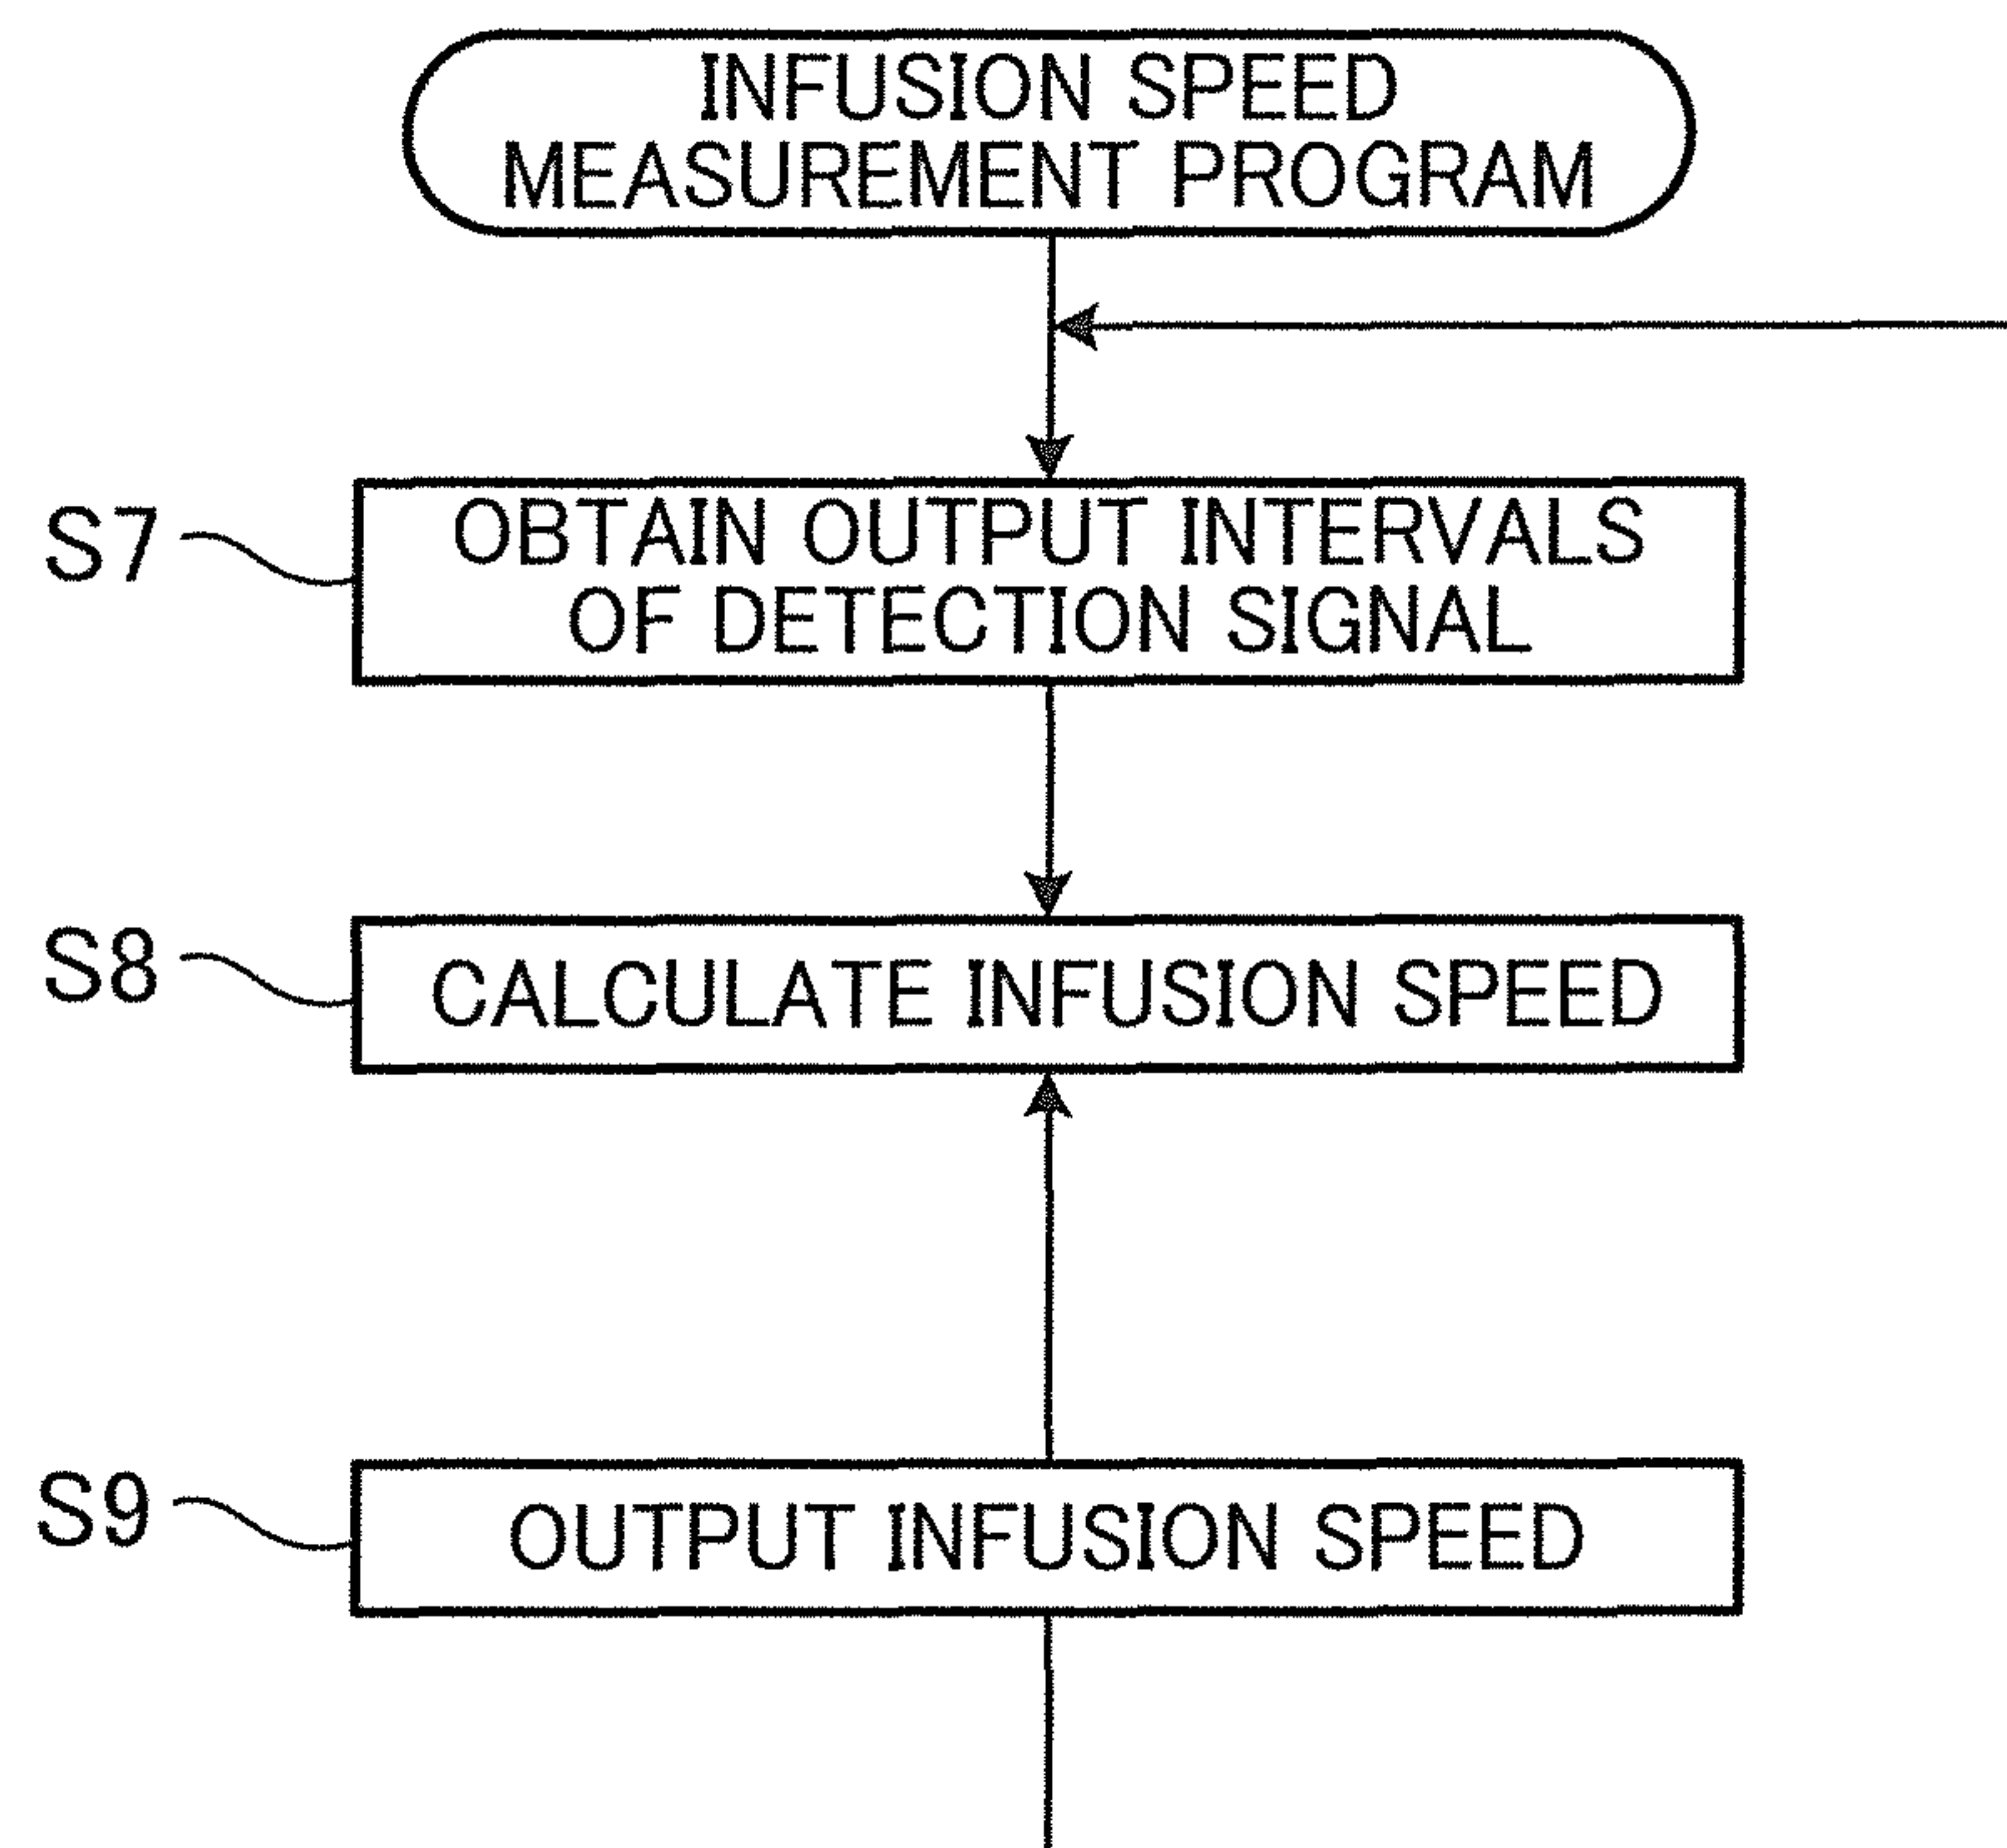 INFUSION SPEED
MEASUREMENT PROGRAM
S7
OBTAIN OUTPUT INTERVALS
OF DETECTION SIGNAL
S8
CALCULATE INFUSION SPEED
S9
OUTPUT INFUSION SPEED